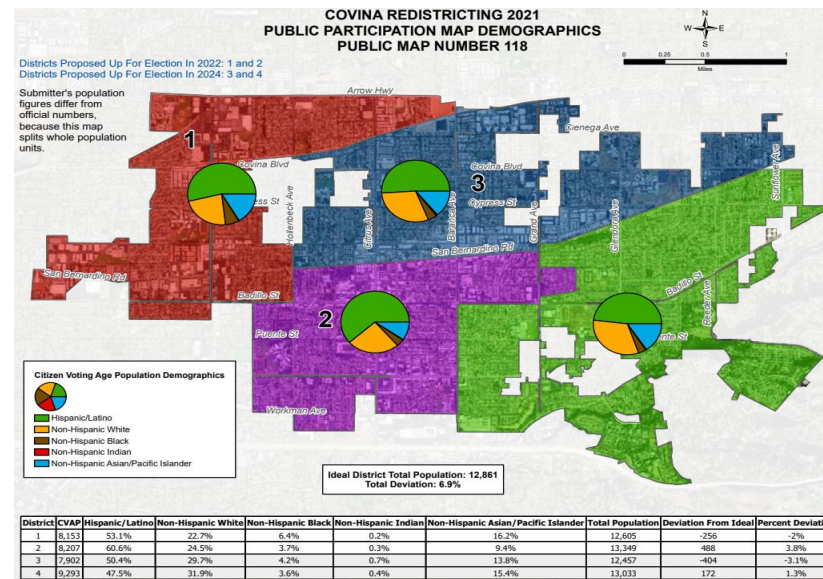 COVINA REDISTRICTING 2021
PUBLIC PARTICIPATION MAP DEMOGRAPHICS
PUBLIC MAP NUMBER 118
N
W E
S
0 0.25 0.5 1
Miles
Districts Proposed Up For Election In 2022: 1 and 2
Districts Proposed Up For Election In 2024: 3 and 4
Submitter's population
figures differ from
official numbers,
because this map
splits whole population
units.
Arrow Hwy
Cienega Ave
1
Covina Blvd
Covina Blvd
3
Cypress St
Hollenbeck Ave
Citrus Ave
Barranca Ave
Grand Ave
Glendora Ave
Sunflower Ave
San Bernardino Rd
San Bernardino Rd
Badillo St
Badillo St
Reeder Ave
2
Puente St
Workman Ave
Citizen Voting Age Population Demographics
Hispanic/Latino
Non-Hispanic White
Non-Hispanic Black
Non-Hispanic Indian
Non-Hispanic Asian/Pacific Islander
Ideal District Total Population: 12,861
Total Deviation: 6.9%
District CVAP Hispanic/Latino Non-Hispanic White Non-Hispanic Black Non-Hispanic Indian Non-Hispanic Asian/Pacific Islander Total Population Deviation From Ideal Percent Deviati
1 8,153 53.1% 22.7% 6.4% 0.2% 16.2% 12,605 -256 -2%
2 8,207 60.6% 24.5% 3.7% 0.3% 9.4% 13,349 488 3.8%
3 7,902 50.4% 29.7% 4.2% 0.7% 13.8% 12,457 -404 -3.1%
4 9,293 47.5% 31.9% 3.6% 0.4% 15.4% 13,033 172 1.3%